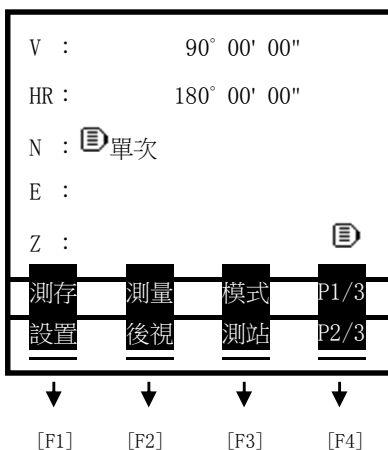 V : 90° 00' 00"
HR : 180° 00' 00"
N : 單次
E :
Z :
測存 測量 模式 P1/3
設置 後視 測站 P2/3
[F1] [F2] [F3] [F4]